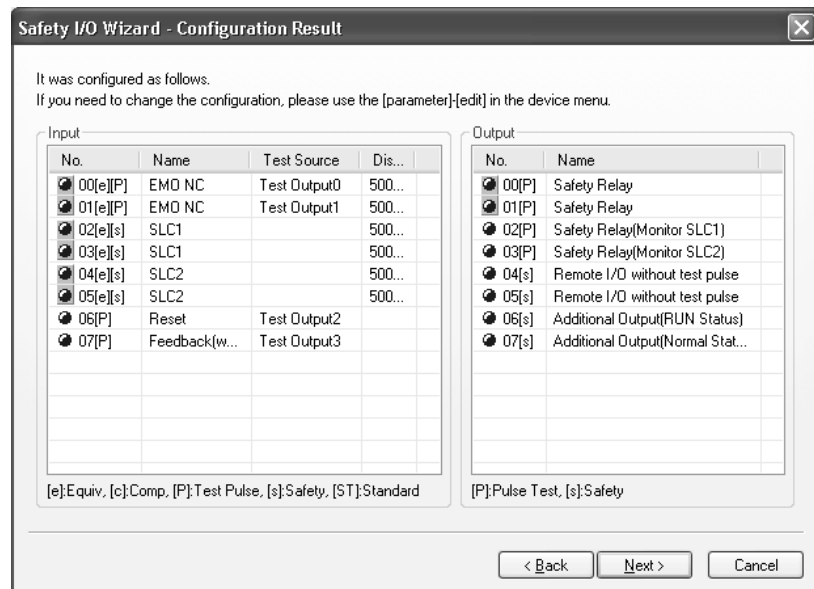 Safety I/O Wizard - Configuration Result
It was configured as follows.
If you need to change the configuration, please use the [parameter]-[edit] in the device menu.
Input
No. Name Test Source Dis...
00[e][P] EMO NC Test Output0 500...
01[e][P] EMO NC Test Output1 500...
02[e][s] SLC1 500...
03[e][s] SLC1 500...
04[e][s] SLC2 500...
05[e][s] SLC2 500...
06[P] Reset Test Output2
07[P] Feedback(w... Test Output3
[e]:Equiv, [c]:Comp, [P]:Test Pulse, [s]:Safety, [ST]:Standard
Output
No. Name
00[P] Safety Relay
01[P] Safety Relay
02[P] Safety Relay(Monitor SLC1)
03[P] Safety Relay(Monitor SLC2)
04[s] Remote I/O without test pulse
05[s] Remote I/O without test pulse
06[s] Additional Output(RUN Status)
07[s] Additional Output(Normal Stat...
[P]:Pulse Test, [s]:Safety
< Back Next > Cancel